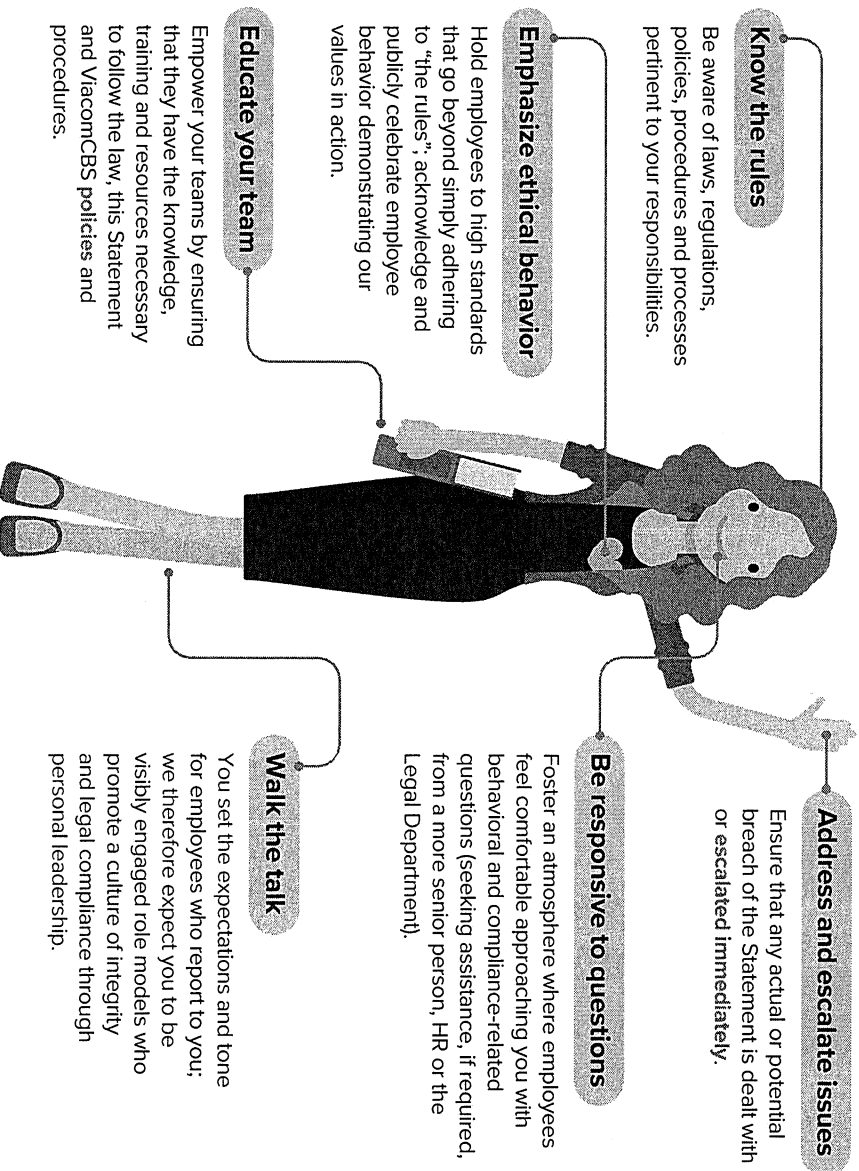 Know the rules
Be aware of laws, regulations,
policies, procedures and processes
pertinent to your responsibilities.
Emphasize ethical behavior
Hold employees to high standards
that go beyond simply adhering
to “the rules”; acknowledge and
publicly celebrate employee
behavior demonstrating our
values in action.
Educate your team
Empower your teams by ensuring
that they have the knowledge,
training and resources necessary
to follow the law, this Statement
and ViacomCBS policies and
procedures.
Address and escalate issues
Ensure that any actual or potential
breach of the Statement is dealt with
or escalated immediately.
Be responsive to questions
Foster an atmosphere where employees
feel comfortable approaching you with
behavioral and compliance-related
questions (seeking assistance, if required,
from a more senior person, HR or the
Legal Department).
Walk the talk
You set the expectations and tone
for employees who report to you;
we therefore expect you to be
visibly engaged role models who
promote a culture of integrity
and legal compliance through
personal leadership.